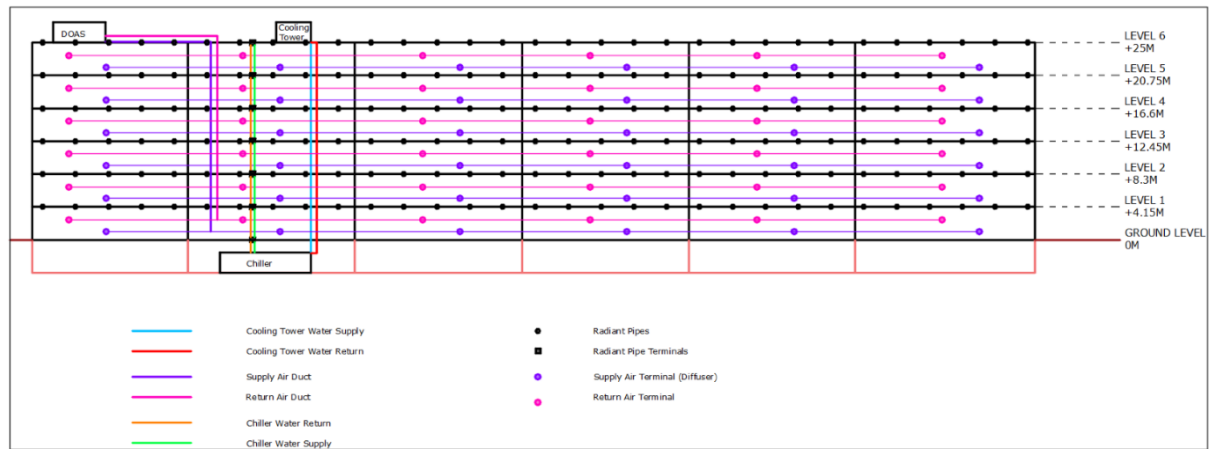 DOAS
Cooling
Tower
LEVEL 6
+25M
LEVEL 5
+20.75M
LEVEL 4
+16.6M
LEVEL 3
+12.45M
LEVEL 2
+8.3M
LEVEL 1
+4.15M
GROUND LEVEL
0M
Chiller
Cooling Tower Water Supply
Radiant Pipes
Cooling Tower Water Return
Radiant Pipe Terminals
Supply Air Duct
Supply Air Terminal (Diffuser)
Return Air Duct
Return Air Terminal
Chiller Water Return
Chiller Water Supply